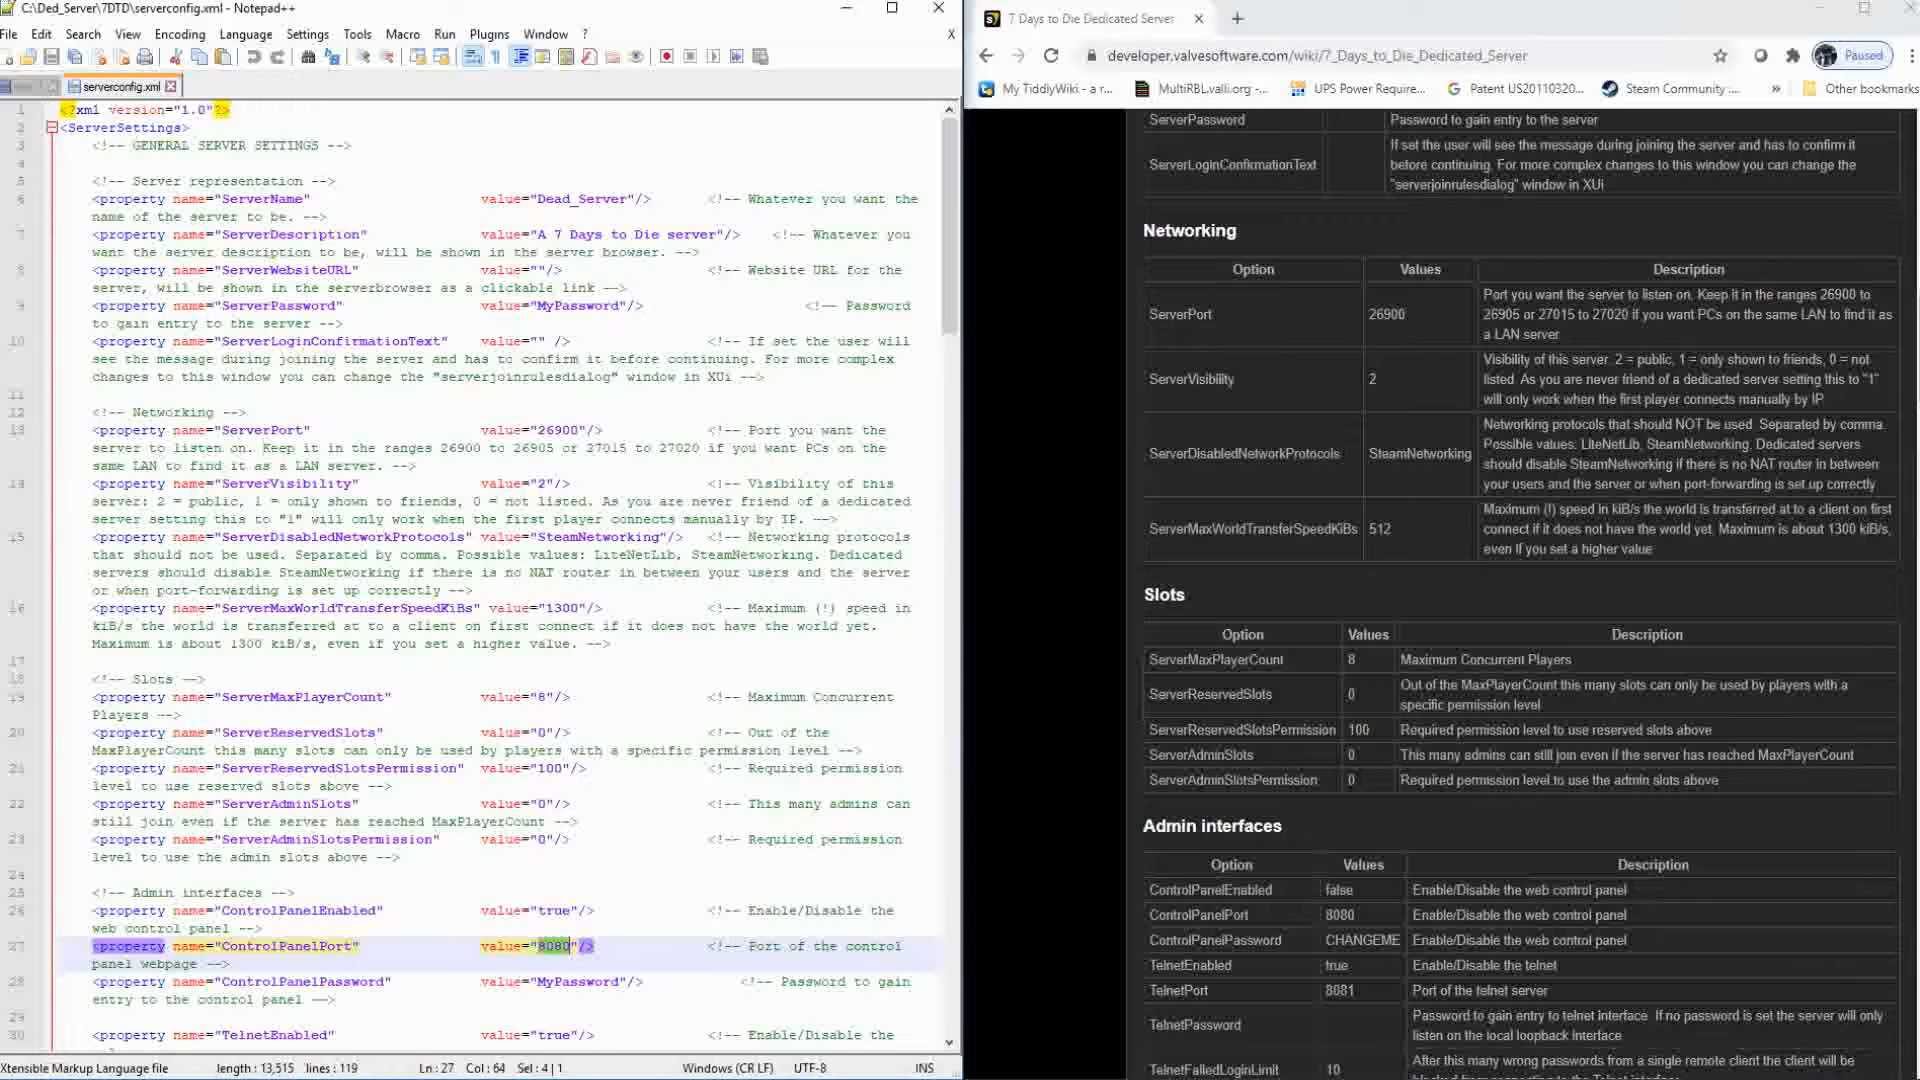 C:\Ded_Server\7DTD\serverconfig.xml - Notepad++
File Edit Search View Encoding Language Settings Tools Macro Run Plugins Window ? X
serverconfig.xml
1 <?xml version="1.0"?>
2 <ServerSettings>
3 <!-- GENERAL SERVER SETTINGS -->
4
5 <!-- Server representation -->
6 <property name="ServerName" value="Dead_Server"/> <!-- Whatever you want the
name of the server to be. -->
7 <property name="ServerDescription" value="A 7 Days to Die server"/> <!-- Whatever you
want the server description to be, will be shown in the server browser. -->
8 <property name="ServerWebsiteURL" value=""/> <!-- Website URL for the
server, will be shown in the serverbrowser as a clickable link -->
9 <property name="ServerPassword" value="MyPassword"/> <!-- Password
to gain entry to the server -->
10 <property name="ServerLoginConfirmationText" value="" /> <!-- If set the user will
see the message during joining the server and has to confirm it before continuing. For more complex
changes to this window you can change the "serverjoinrulesdialog" window in XUi -->
11
12 <!-- Networking -->
13 <property name="ServerPort" value="26900"/> <!-- Port you want the
server to listen on. Keep it in the ranges 26900 to 26905 or 27015 to 27020 if you want PCs on the
same LAN to find it as a LAN server. -->
14 <property name="ServerVisibility" value="2"/> <!-- Visibility of this
server: 2 = public, 1 = only shown to friends, 0 = not listed. As you are never friend of a dedicated
server setting this to "1" will only work when the first player connects manually by IP. -->
15 <property name="ServerDisabledNetworkProtocols" value="SteamNetworking"/> <!-- Networking protocols
that should not be used. Separated by comma. Possible values: LiteNetLib, SteamNetworking. Dedicated
servers should disable SteamNetworking if there is no NAT router in between your users and the server
or when port-forwarding is set up correctly -->
16 <property name="ServerMaxWorldTransferSpeedKiBs" value="1300"/> <!-- Maximum (!) speed in
kiB/s the world is transferred at to a client on first connect if it does not have the world yet.
Maximum is about 1300 kiB/s, even if you set a higher value. -->
17
18 <!-- Slots -->
19 <property name="ServerMaxPlayerCount" value="8"/> <!-- Maximum Concurrent
Players -->
20 <property name="ServerReservedSlots" value="0"/> <!-- Out of the
MaxPlayerCount this many slots can only be used by players with a specific permission level -->
21 <property name="ServerReservedSlotsPermission" value="100"/> <!-- Required permission
level to use reserved slots above -->
22 <property name="ServerAdminSlots" value="0"/> <!-- This many admins can
still join even if the server has reached MaxPlayerCount -->
23 <property name="ServerAdminSlotsPermission" value="0"/> <!-- Required permission
level to use the admin slots above -->
24
25 <!-- Admin interfaces -->
26 <property name="ControlPanelEnabled" value="true"/> <!-- Enable/Disable the
web control panel -->
27 <property name="ControlPanelPort" value="8080"/> <!-- Port of the control
panel webpage -->
28 <property name="ControlPanelPassword" value="MyPassword"/> <!-- Password to gain
entry to the control panel -->
29
30 <property name="TelnetEnabled" value="true"/> <!-- Enable/Disable the
Xtensible Markup Language file length : 13,515 lines : 119 Ln : 27 Col : 64 Sel : 4 | 1 Windows (CR LF) UTF-8 INS
7 Days to Die Dedicated Server
developer.valvesoftware.com/wiki/7_Days_to_Die_Dedicated_Server Paused
My TiddlyWiki - a r... MultiRBL.valli.org -... UPS Power Require... Patent US20110320... Steam Community ... » Other bookmarks
ServerPassword Password to gain entry to the server
ServerLoginConfirmationText If set the user will see the message during joining the server and has to confirm it
before continuing. For more complex changes to this window you can change the
"serverjoinrulesdialog" window in XUi
Networking
Option Values Description
ServerPort 26900 Port you want the server to listen on. Keep it in the ranges 26900 to
26905 or 27015 to 27020 if you want PCs on the same LAN to find it as
a LAN server.
ServerVisibility 2 Visibility of this server. 2 = public, 1 = only shown to friends, 0 = not
listed. As you are never friend of a dedicated server setting this to "1"
will only work when the first player connects manually by IP.
ServerDisabledNetworkProtocols SteamNetworking Networking protocols that should NOT be used. Separated by comma.
Possible values: LiteNetLib, SteamNetworking. Dedicated servers
should disable SteamNetworking if there is no NAT router in between
your users and the server or when port-forwarding is set up correctly
ServerMaxWorldTransferSpeedKiBs 512 Maximum (!) speed in kiB/s the world is transferred at to a client on first
connect if it does not have the world yet. Maximum is about 1300 kiB/s,
even if you set a higher value
Slots
Option Values Description
ServerMaxPlayerCount 8 Maximum Concurrent Players
ServerReservedSlots 0 Out of the MaxPlayerCount this many slots can only be used by players with a
specific permission level
ServerReservedSlotsPermission 100 Required permission level to use reserved slots above
ServerAdminSlots 0 This many admins can still join even if the server has reached MaxPlayerCount
ServerAdminSlotsPermission 0 Required permission level to use the admin slots above
Admin interfaces
Option Values Description
ControlPanelEnabled false Enable/Disable the web control panel
ControlPanelPort 8080 Enable/Disable the web control panel
ControlPanelPassword CHANGEME Enable/Disable the web control panel
TelnetEnabled true Enable/Disable the telnet
TelnetPort 8081 Port of the telnet server
TelnetPassword Password to gain entry to telnet interface. If no password is set the server will only
listen on the local loopback interface
TelnetFailedLoginLimit 10 After this many wrong passwords from a single remote client the client will be